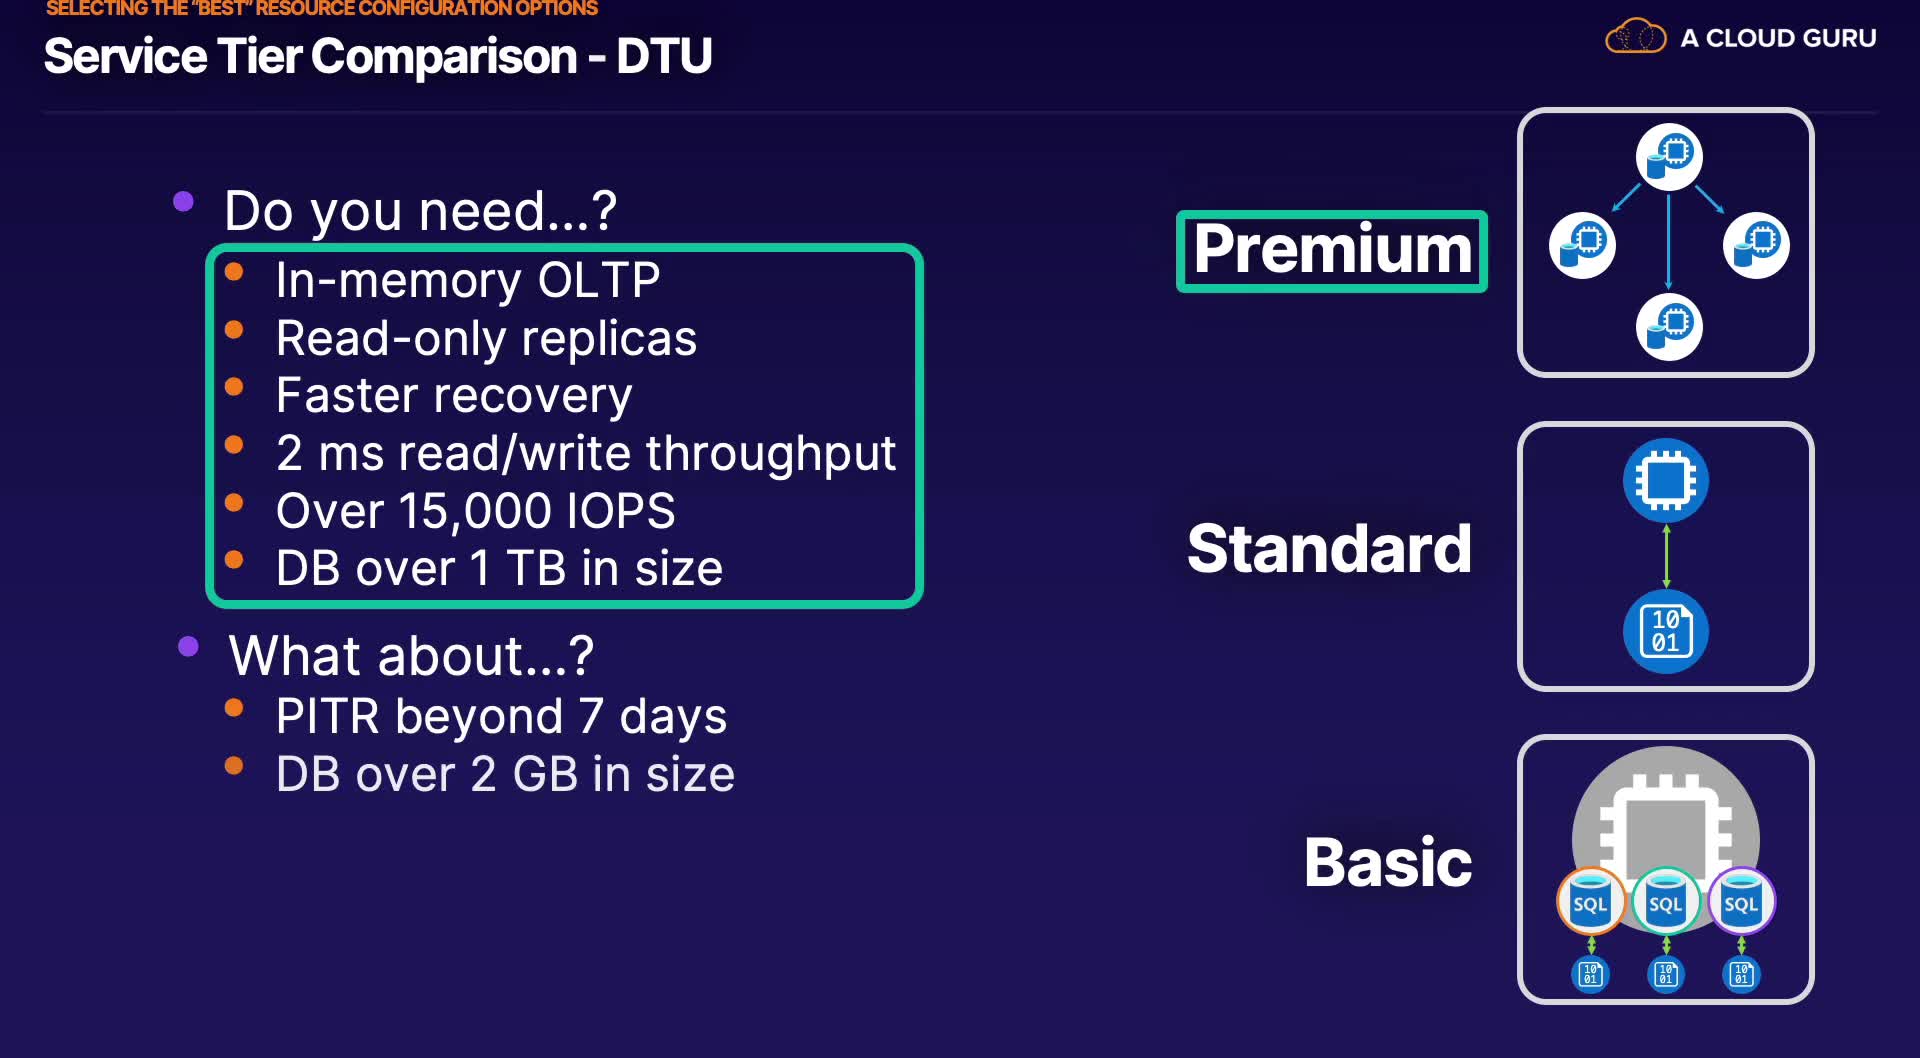 SELECTING THE “BEST” RESOURCE CONFIGURATION OPTIONS
Service Tier Comparison - DTU
A CLOUD GURU
Do you need...?
In-memory OLTP
Read-only replicas
Faster recovery
2 ms read/write throughput
Over 15,000 IOPS
DB over 1 TB in size
What about...?
PITR beyond 7 days
DB over 2 GB in size
Premium
Standard
10
01
Basic
SQL SQL SQL
10 10 10
01 01 01